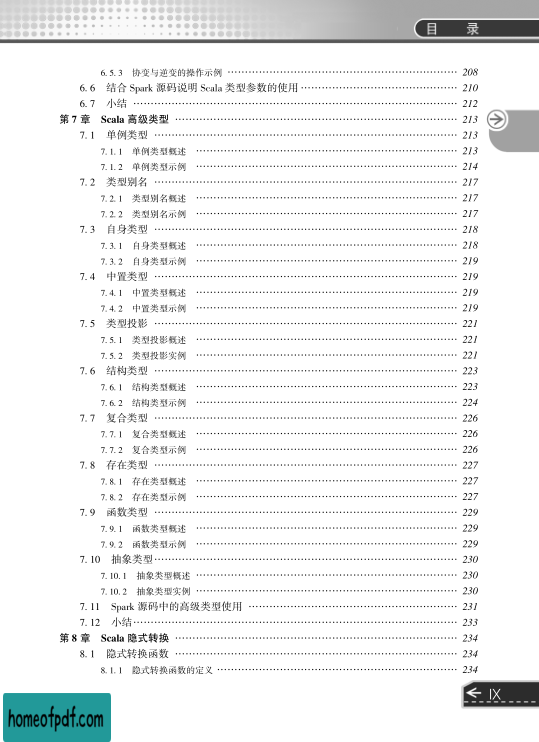 目 录
6.5.3 协变与逆变的操作示例 …… 208
6.6 结合 Spark 源码说明 Scala 类型参数的使用 …… 210
6.7 小结 …… 212
第 7 章 Scala 高级类型 …… 213
7.1 单例类型 …… 213
7.1.1 单例类型概述 …… 213
7.1.2 单例类型示例 …… 214
7.2 类型别名 …… 217
7.2.1 类型别名概述 …… 217
7.2.2 类型别名示例 …… 217
7.3 自身类型 …… 218
7.3.1 自身类型概述 …… 218
7.3.2 自身类型示例 …… 219
7.4 中置类型 …… 219
7.4.1 中置类型概述 …… 219
7.4.2 中置类型示例 …… 219
7.5 类型投影 …… 221
7.5.1 类型投影概述 …… 221
7.5.2 类型投影实例 …… 221
7.6 结构类型 …… 223
7.6.1 结构类型概述 …… 223
7.6.2 结构类型示例 …… 224
7.7 复合类型 …… 226
7.7.1 复合类型概述 …… 226
7.7.2 复合类型示例 …… 226
7.8 存在类型 …… 227
7.8.1 存在类型概述 …… 227
7.8.2 存在类型示例 …… 227
7.9 函数类型 …… 229
7.9.1 函数类型概述 …… 229
7.9.2 函数类型示例 …… 229
7.10 抽象类型 …… 230
7.10.1 抽象类型概述 …… 230
7.10.2 抽象类型实例 …… 230
7.11 Spark 源码中的高级类型使用 …… 231
7.12 小结 …… 233
第 8 章 Scala 隐式转换 …… 234
8.1 隐式转换函数 …… 234
8.1.1 隐式转换函数的定义 …… 234
IX
homeofpdf.com